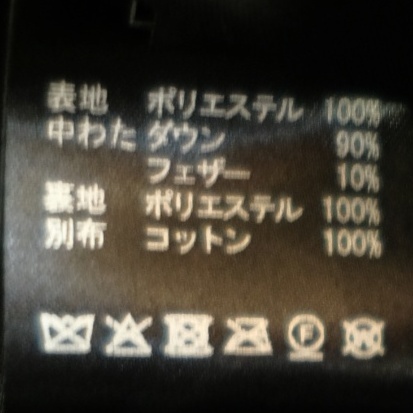 表地 ポリエステル 100%
中わた ダウン 90%
フェザー 10%
裏地 ポリエステル 100%
別布 コットン 100%
F W